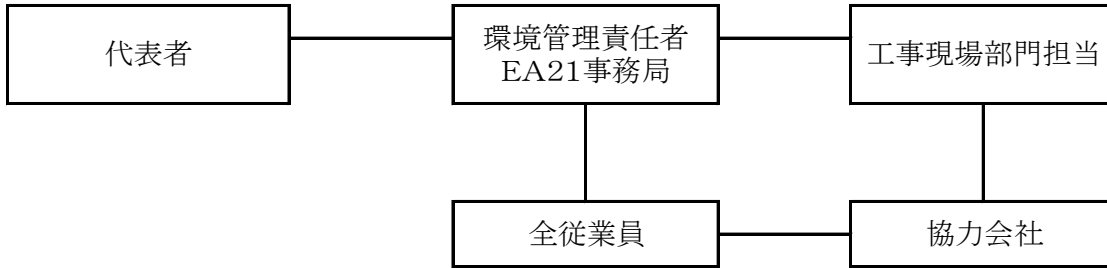 代表者
環境管理責任者
EA21事務局
工事現場部門担当
全従業員
協力会社